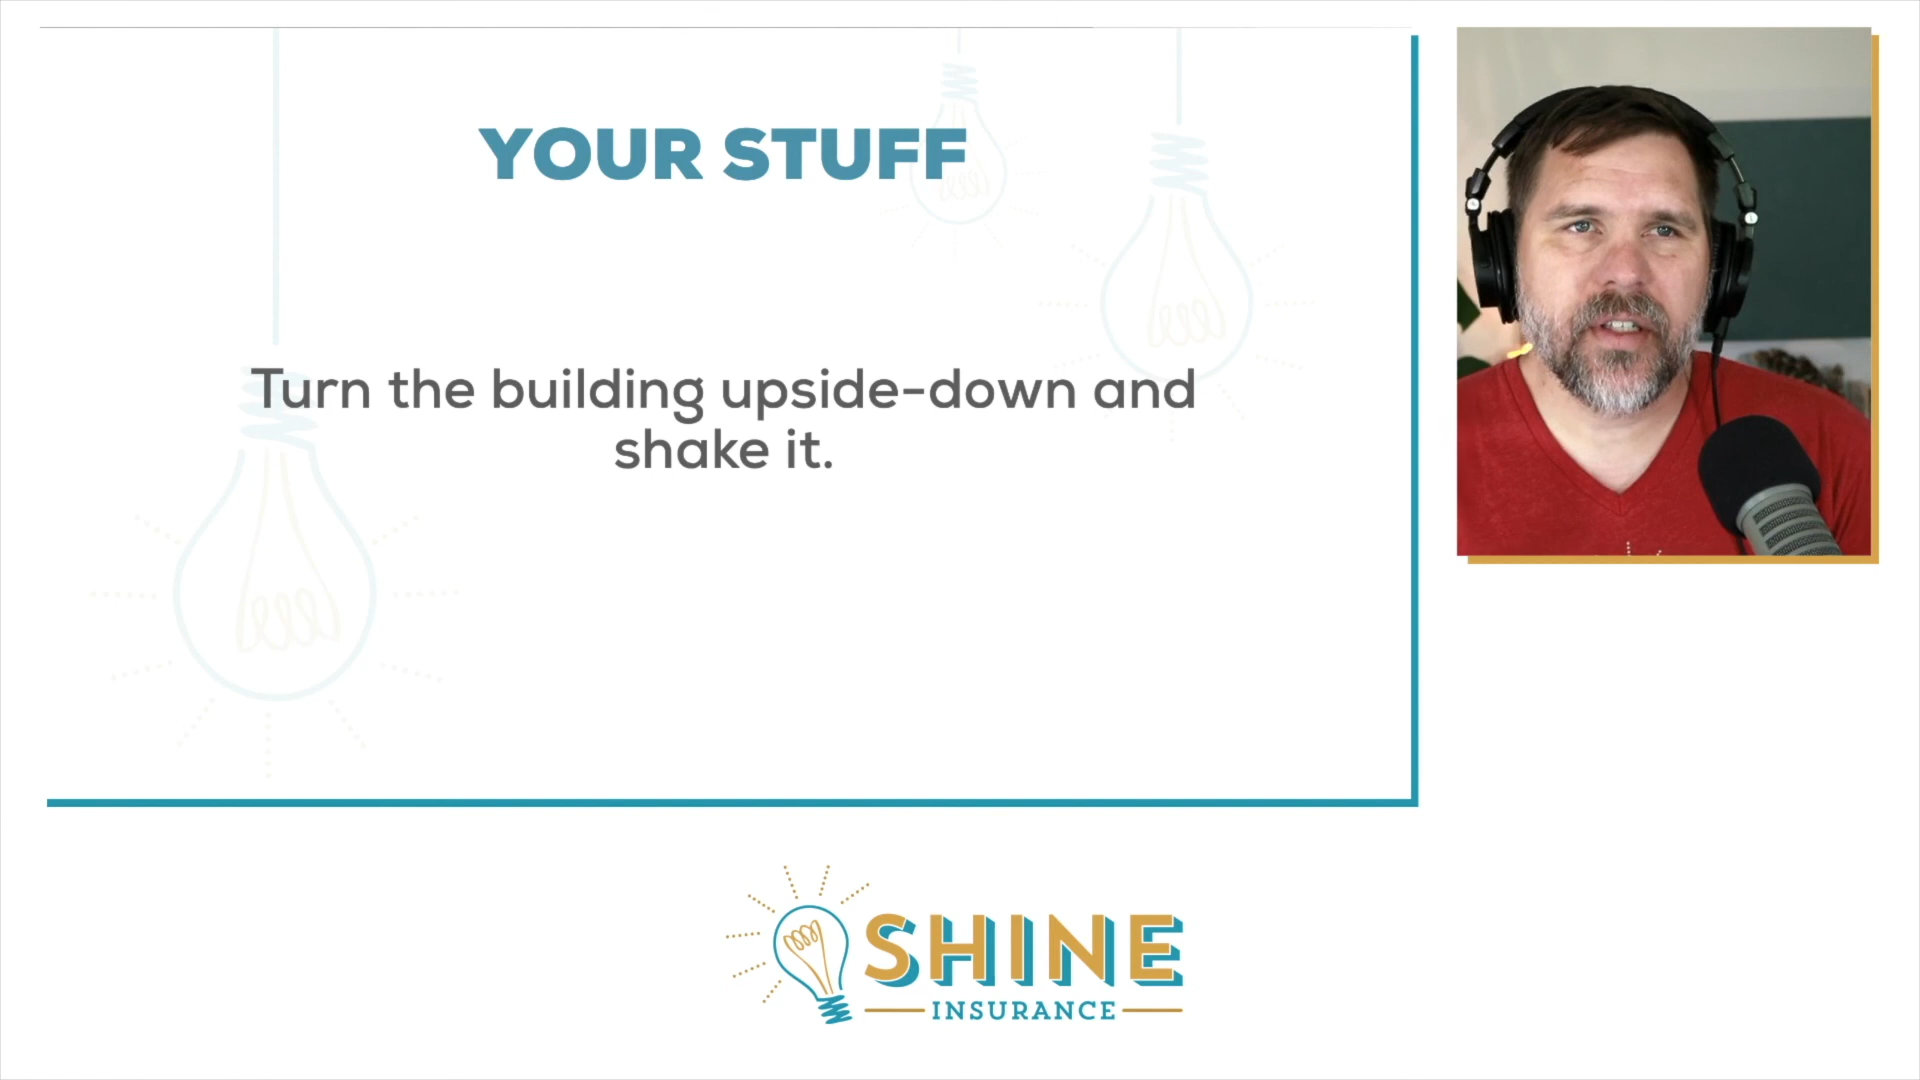 YOUR STUFF
Turn the building upside-down and
shake it.
SHINE
INSURANCE